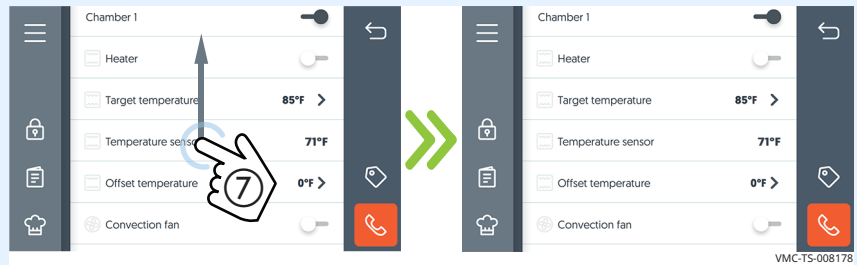 Chamber 1
Heater
Target temperature 85°F
Temperature sensor 71°F
Offset temperature 0°F
Convection fan
7
Chamber 1
Heater
Target temperature 85°F
Temperature sensor 71°F
Offset temperature 0°F
Convection fan
VMC-TS-008178